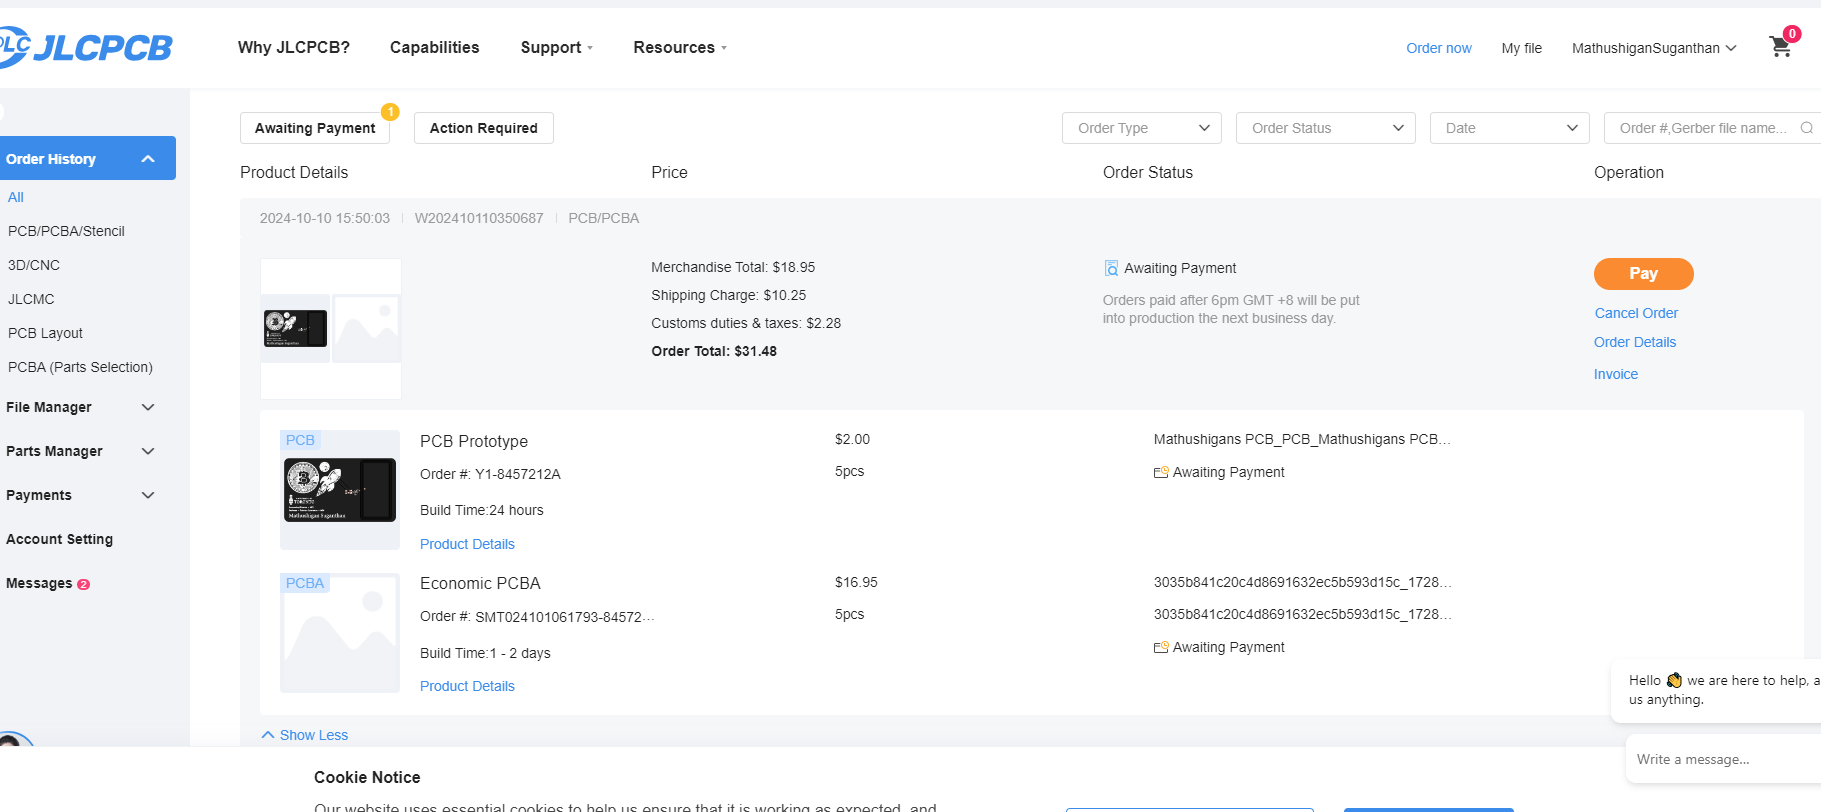 JLCPCB
Why JLCPCB?
Capabilities
Support
Resources
Order now
My file
MathushiganSuganthan
0
Order History
All
PCB/PCBA/Stencil
3D/CNC
JLCMC
PCB Layout
PCBA (Parts Selection)
File Manager
Parts Manager
Payments
Account Setting
Messages 2
Awaiting Payment 1
Action Required
Order Type
Order Status
Date
Order #,Gerber file name...
Product Details
Price
Order Status
Operation
2024-10-10 15:50:03
W202410110350687
PCB/PCBA
Merchandise Total: $18.95
Shipping Charge: $10.25
Customs duties & taxes: $2.28
Order Total: $31.48
Awaiting Payment
Orders paid after 6pm GMT +8 will be put
into production the next business day.
Pay
Cancel Order
Order Details
Invoice
PCB
TORONTO
Mathushigan Suganthan
PCB Prototype
Order #: Y1-8457212A
Build Time:24 hours
Product Details
$2.00
5pcs
Mathushigans PCB_PCB_Mathushigans PCB...
Awaiting Payment
PCBA
Economic PCBA
Order #: SMT024101061793-84572...
Build Time:1 - 2 days
Product Details
$16.95
5pcs
3035b841c20c4d8691632ec5b593d15c_1728...
3035b841c20c4d8691632ec5b593d15c_1728...
Awaiting Payment
Show Less
Hello 👋 we are here to help, a
us anything.
Write a message...
Cookie Notice
Our website uses essential cookies to help us ensure that it is working as expected, and